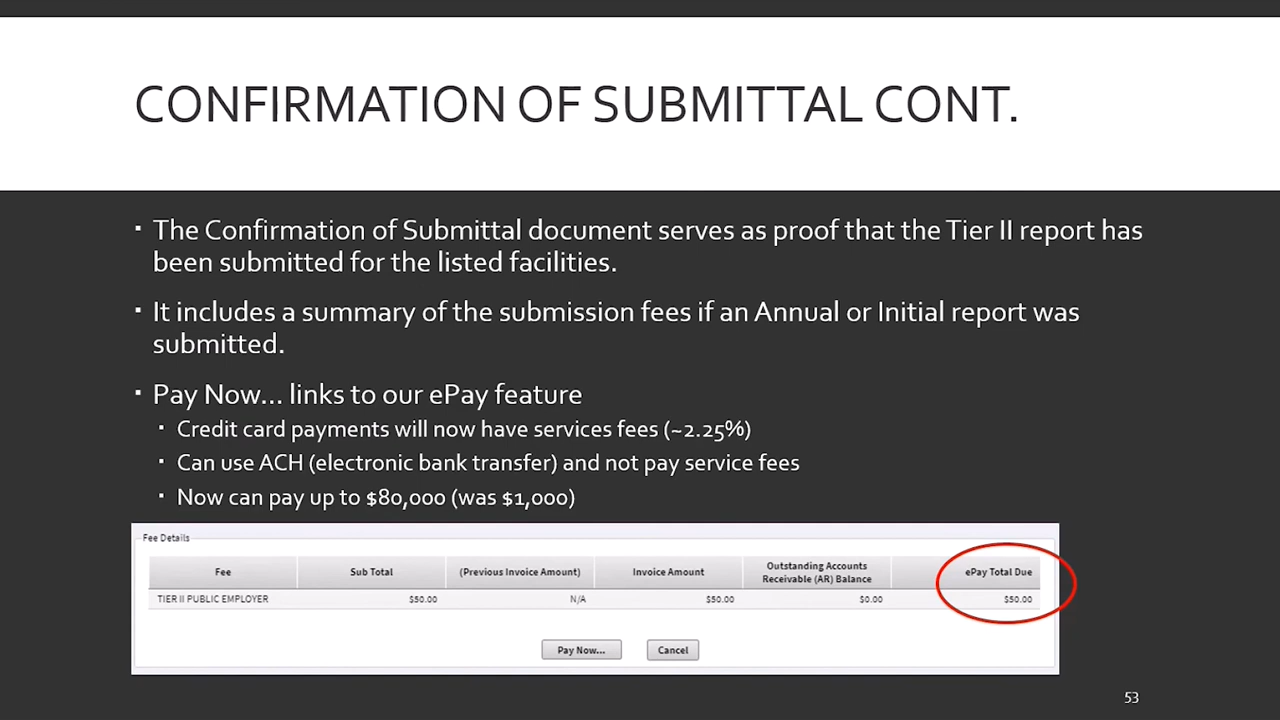 CONFIRMATION OF SUBMITTAL CONT.
▪ The Confirmation of Submittal document serves as proof that the Tier II report has
been submitted for the listed facilities.
▪ It includes a summary of the submission fees if an Annual or Initial report was
submitted.
▪ Pay Now... links to our ePay feature
▪ Credit card payments will now have services fees (~2.25%)
▪ Can use ACH (electronic bank transfer) and not pay service fees
▪ Now can pay up to $80,000 (was $1,000)
Fee Details
Fee Sub Total (Previous Invoice Amount) Invoice Amount Outstanding Accounts Receivable (AR) Balance ePay Total Due
TIER II PUBLIC EMPLOYER $50.00 N/A $50.00 $0.00 $50.00
Pay Now... Cancel
53